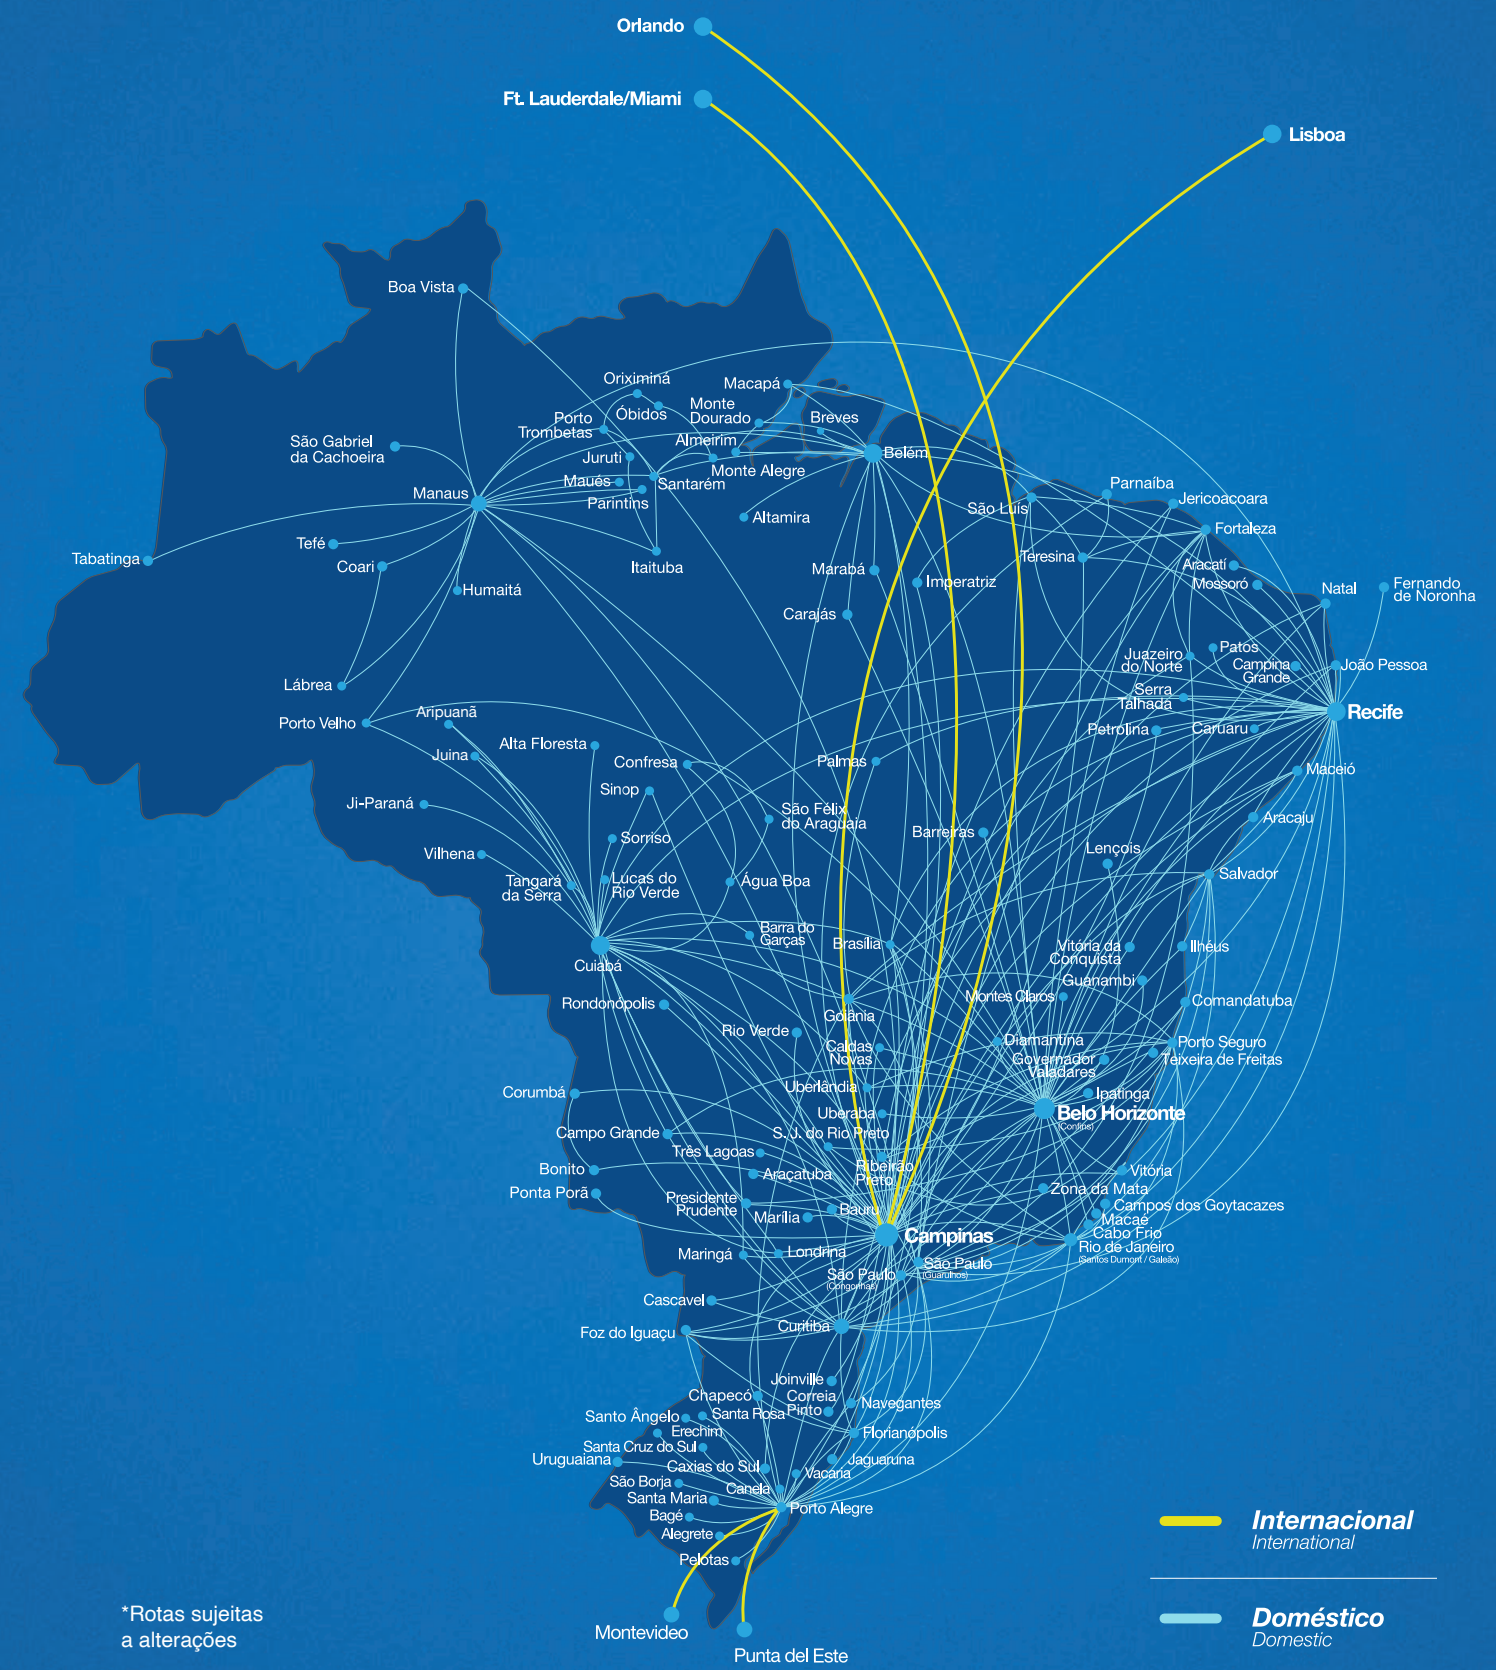 Orlando
Ft. Lauderdale/Miami
Lisboa
Boa Vista
Oriximiná
Macapá
Óbidos
Monte
Dourado
Breves
Porto
Trombetas
Almeirim
São Gabriel
da Cachoeira
Juruti
Monte Alegre
Belém
Maués
Santarém
Manaus
Parintins
Parnaíba
Jericoacoara
São Luis
Altamira
Fortaleza
Tefé
Tabatinga
Coari
Itaituba
Marabá
Imperatriz
Teresina
Aracatí
Mossoró
Humaitá
Natal
Fernando
de Noronha
Carajás
Juazeiro
do Norte
Patos
Campina
Grande
João Pessoa
Lábrea
Serra
Talhada
Recife
Porto Velho
Aripuanã
Petrolina
Caruaru
Juina
Alta Floresta
Confresa
Palmas
Maceió
Sinop
Ji-Paraná
São Félix
do Araguaia
Barreiras
Aracaju
Sorriso
Vilhena
Lençois
Tangará
da Serra
Lucas do
Rio Verde
Água Boa
Salvador
Barra do
Garças
Brasília
Vitória da
Conquista
Ilhéus
Cuiabá
Guanambi
Rondonópolis
Montes Claros
Comandatuba
Goiânia
Rio Verde
Caldas
Novas
Diamantina
Porto Seguro
Governador
Valadares
Teixeira de Freitas
Corumbá
Uberlândia
Ipatinga
Uberaba
Belo Horizonte
(Confins)
Campo Grande
S. J. do Rio Preto
Três Lagoas
Ribeirão
Preto
Bonito
Araçatuba
Vitória
Ponta Porã
Zona da Mata
Presidente
Prudente
Bauru
Marília
Campos dos Goytacazes
Macaé
Cabo Frio
Campinas
Rio de Janeiro
(Santos Dumont / Galeão)
Maringá
Londrina
São Paulo
(Guarulhos)
São Paulo
(Congonhas)
Cascavel
Foz do Iguaçu
Curitiba
Joinville
Chapecó
Correia
Pinto
Navegantes
Santo Ângelo
Santa Rosa
Erechim
Florianópolis
Santa Cruz do Sul
Uruguaiana
Caxias do Sul
Jaguaruna
Vacaria
São Borja
Canela
Santa Maria
Porto Alegre
Bagé
Alegrete
Pelotas
Montevideo
Punta del Este
*Rotas sujeitas
a alterações
Internacional
International
Doméstico
Domestic